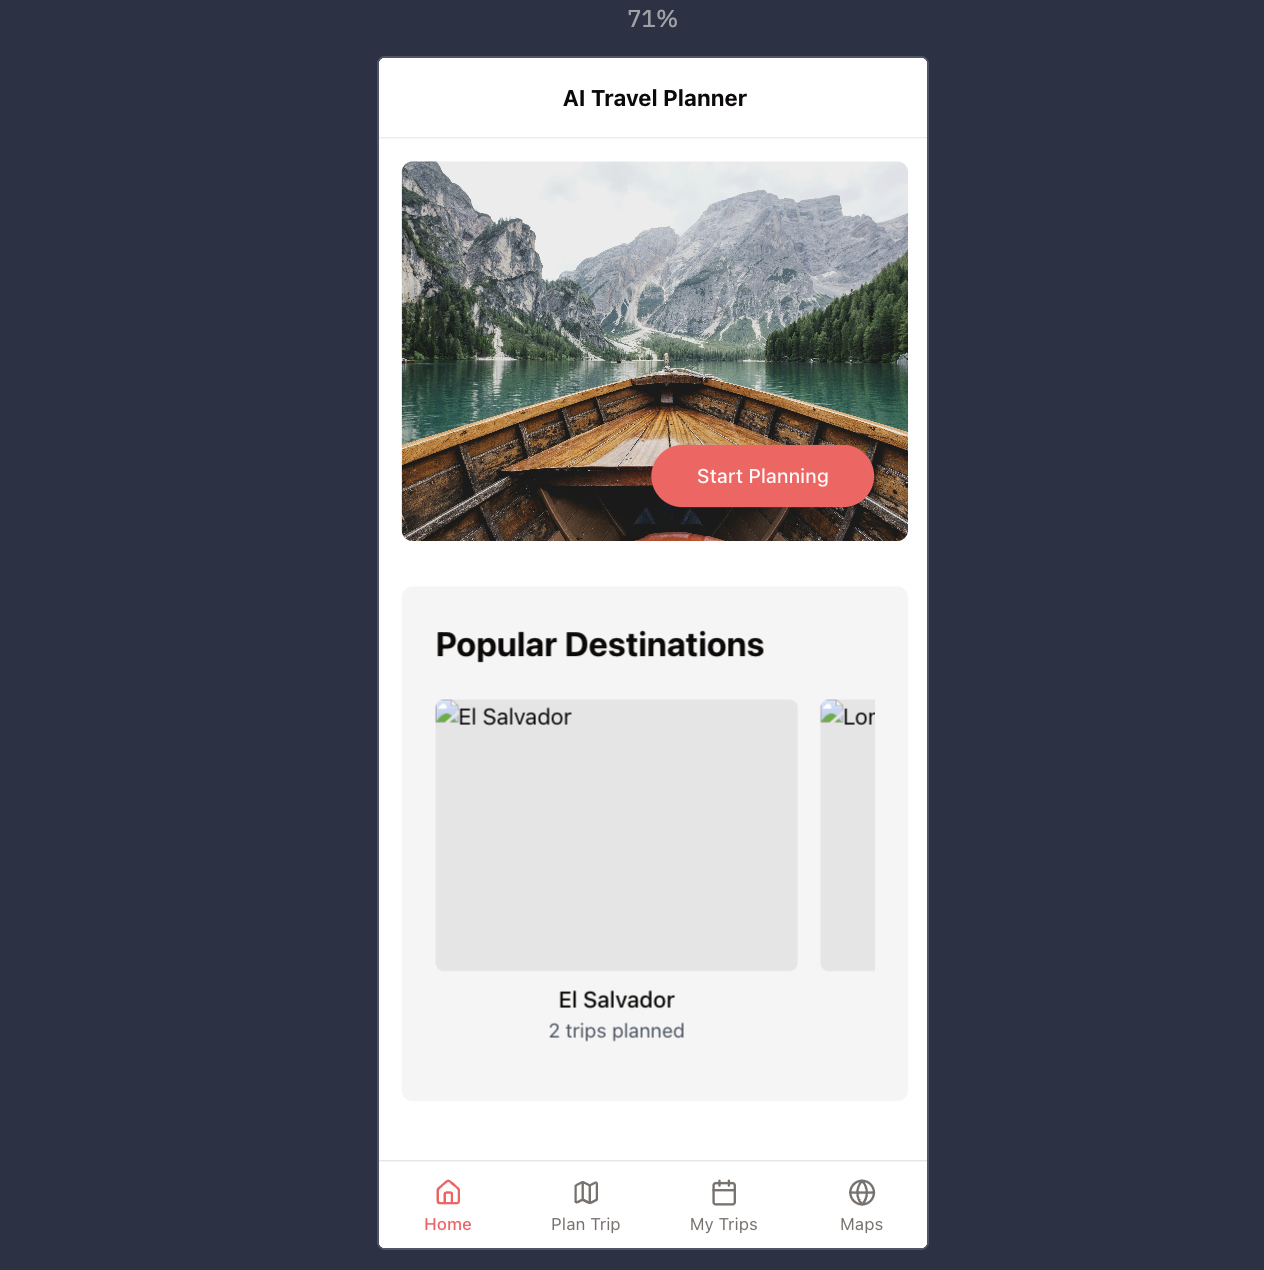 71%
AI Travel Planner
Start Planning
Popular Destinations
El Salvador
Lor
El Salvador
2 trips planned
Home
Plan Trip
My Trips
Maps